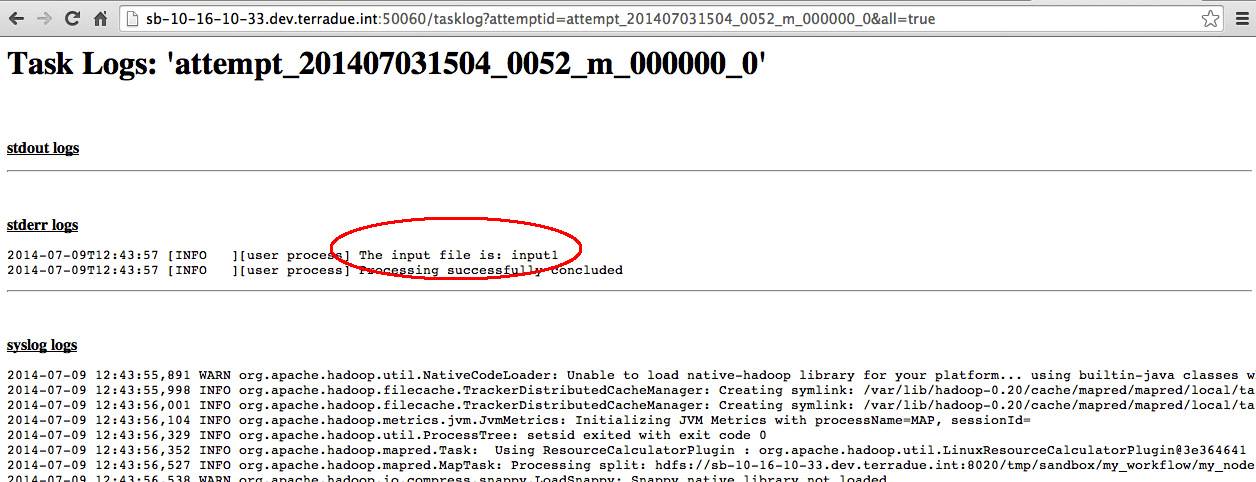 sb-10-16-10-33.dev.terradue.int:50060/tasklog?attemptid=attempt_201407031504_0052_m_000000_0&all=true
Task Logs: 'attempt_201407031504_0052_m_000000_0'
stdout logs
stderr logs
2014-07-09T12:43:57 [INFO   ][user process] The input file is: input1
2014-07-09T12:43:57 [INFO   ][user process] Processing successfully concluded
syslog logs
2014-07-09 12:43:55,891 WARN org.apache.hadoop.util.NativeCodeLoader: Unable to load native-hadoop library for your platform... using builtin-java classes w
2014-07-09 12:43:55,998 INFO org.apache.hadoop.filecache.TrackerDistributedCacheManager: Creating symlink: /var/lib/hadoop-0.20/cache/mapred/mapred/local/ta
2014-07-09 12:43:56,001 INFO org.apache.hadoop.filecache.TrackerDistributedCacheManager: Creating symlink: /var/lib/hadoop-0.20/cache/mapred/mapred/local/ta
2014-07-09 12:43:56,104 INFO org.apache.hadoop.metrics.jvm.JvmMetrics: Initializing JVM Metrics with processName=MAP, sessionId=
2014-07-09 12:43:56,329 INFO org.apache.hadoop.util.ProcessTree: setsid exited with exit code 0
2014-07-09 12:43:56,352 INFO org.apache.hadoop.mapred.Task:  Using ResourceCalculatorPlugin : org.apache.hadoop.util.LinuxResourceCalculatorPlugin@3e364641
2014-07-09 12:43:56,527 INFO org.apache.hadoop.mapred.MapTask: Processing split: hdfs://sb-10-16-10-33.dev.terradue.int:8020/tmp/sandbox/my_workflow/my_node
2014-07-09 12:43:56,538 WARN org.apache.hadoop.io.compress.snappy.LoadSnappy: Snappy native library not loaded